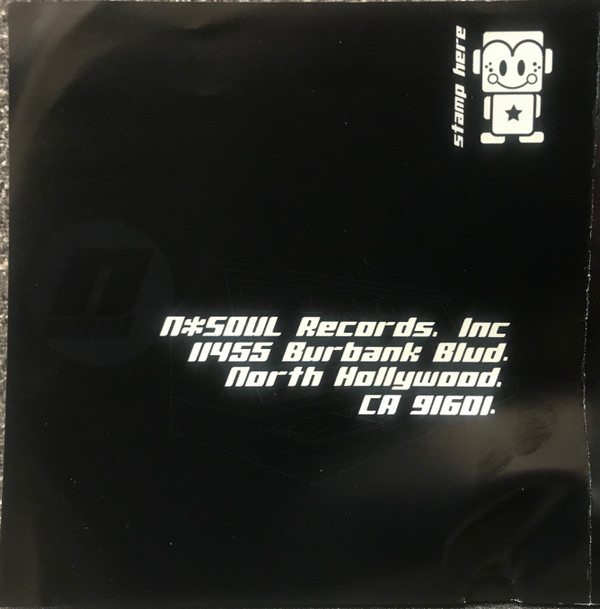 stamp here
N*SOUL Records, Inc
11455 Burbank Blvd.
North Hollywood,
CA 91601.